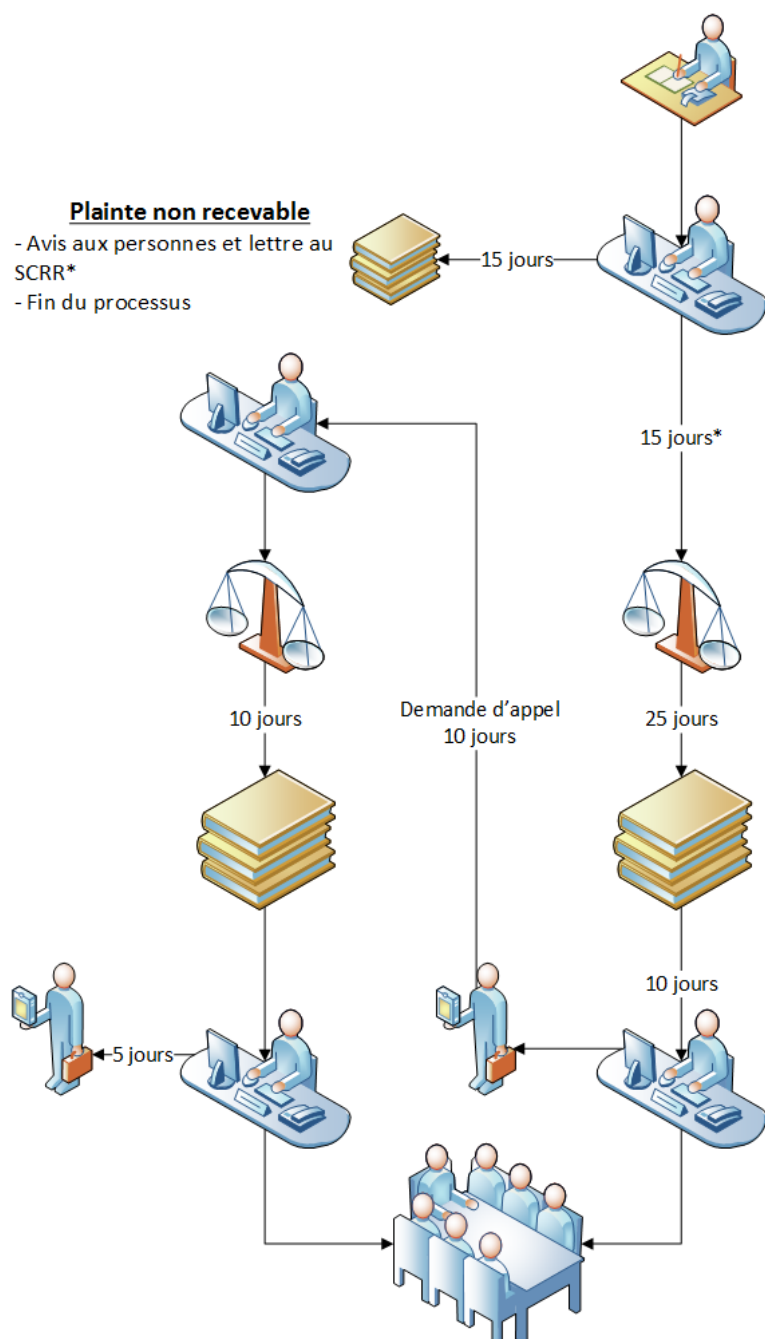 Plainte non recevable
- Avis aux personnes et lettre au
SCRR*
- Fin du processus
15 jours
15 jours*
Demande d’appel
10 jours
10 jours
25 jours
10 jours
5 jours